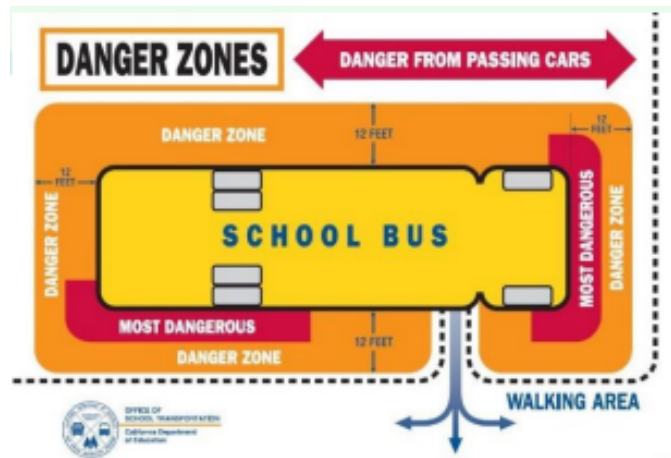 DANGER ZONES
DANGER FROM PASSING CARS
DANGER ZONE
12 FEET
12
FEET
12
FEET
DANGER ZONE
SCHOOL BUS
MOST DANGEROUS
DANGER ZONE
MOST DANGEROUS
DANGER ZONE
12 FEET
WALKING AREA
OFFICE OF
SCHOOL TRANSPORTATION
California Department
of Education